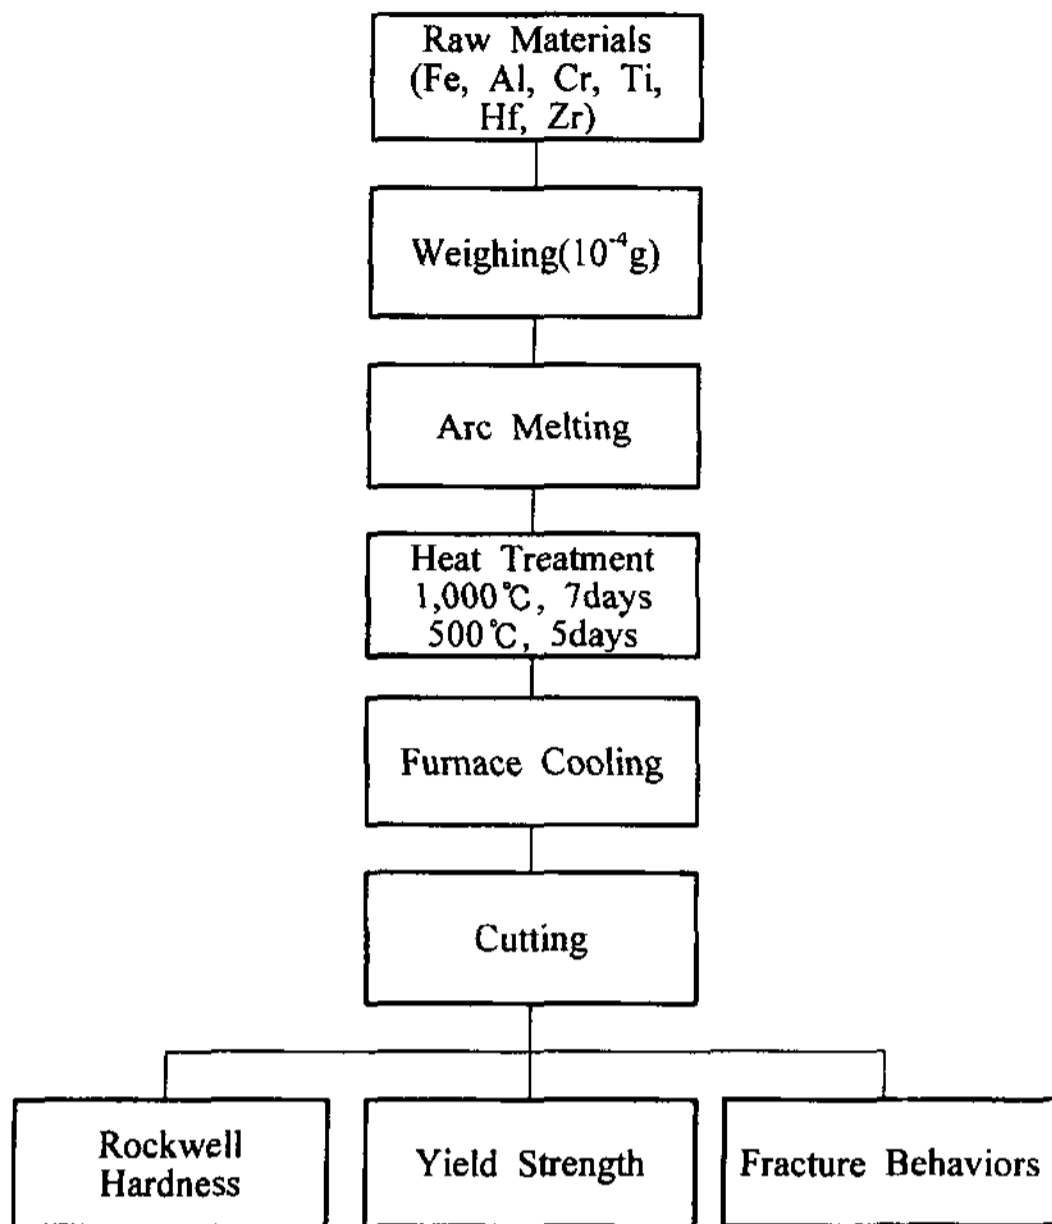 Raw Materials
(Fe, Al, Cr, Ti,
Hf, Zr)
Weighing(10⁻⁴g)
Arc Melting
Heat Treatment
1,000℃, 7days
500℃, 5days
Furnace Cooling
Cutting
Rockwell
Hardness
Yield Strength
Fracture Behaviors